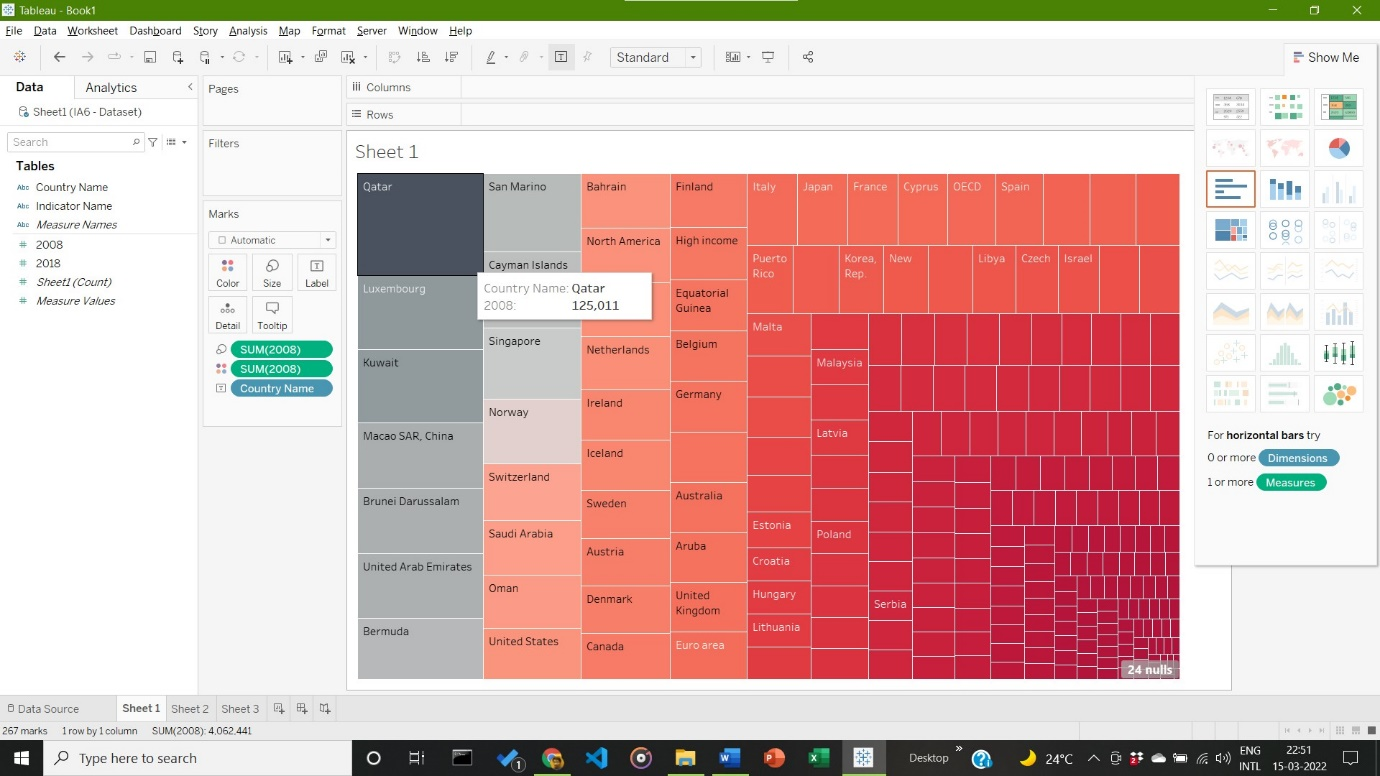 Tableau - Book1
File Data Worksheet Dashboard Story Analysis Map Format Server Window Help
Standard
Show Me
Data Analytics
Sheet1 (IA6 - Dataset)
Search
Tables
Abc Country Name
Abc Indicator Name
Abc Measure Names
# 2008
# 2018
# Sheet1 (Count)
# Measure Values
Pages
Filters
Marks
Automatic
Color Size Label
Detail Tooltip
SUM(2008)
SUM(2008)
Country Name
Columns
Rows
Sheet 1
Qatar
Luxembourg
Kuwait
Macao SAR, China
Brunei Darussalam
United Arab Emirates
Bermuda
San Marino
Cayman Islands
Country Name: Qatar
2008: 125,011
Singapore
Norway
Switzerland
Saudi Arabia
Oman
United States
Bahrain
North America
Netherlands
Ireland
Iceland
Sweden
Austria
Denmark
Canada
Finland
High income
Equatorial
Guinea
Belgium
Germany
Australia
Aruba
United
Kingdom
Euro area
Italy Japan France Cyprus OECD Spain
Puerto
Rico
Korea,
Rep.
New
Libya Czech Israel
Malta
Estonia
Croatia
Hungary
Lithuania
Malaysia
Latvia
Poland
Serbia
24 nulls
For horizontal bars try
0 or more Dimensions
1 or more Measures
Data Source Sheet 1 Sheet 2 Sheet 3
267 marks 1 row by 1 column SUM(2008): 4,062,441
Type here to search
1
Desktop
24°C
ENG
INTL
22:51
15-03-2022